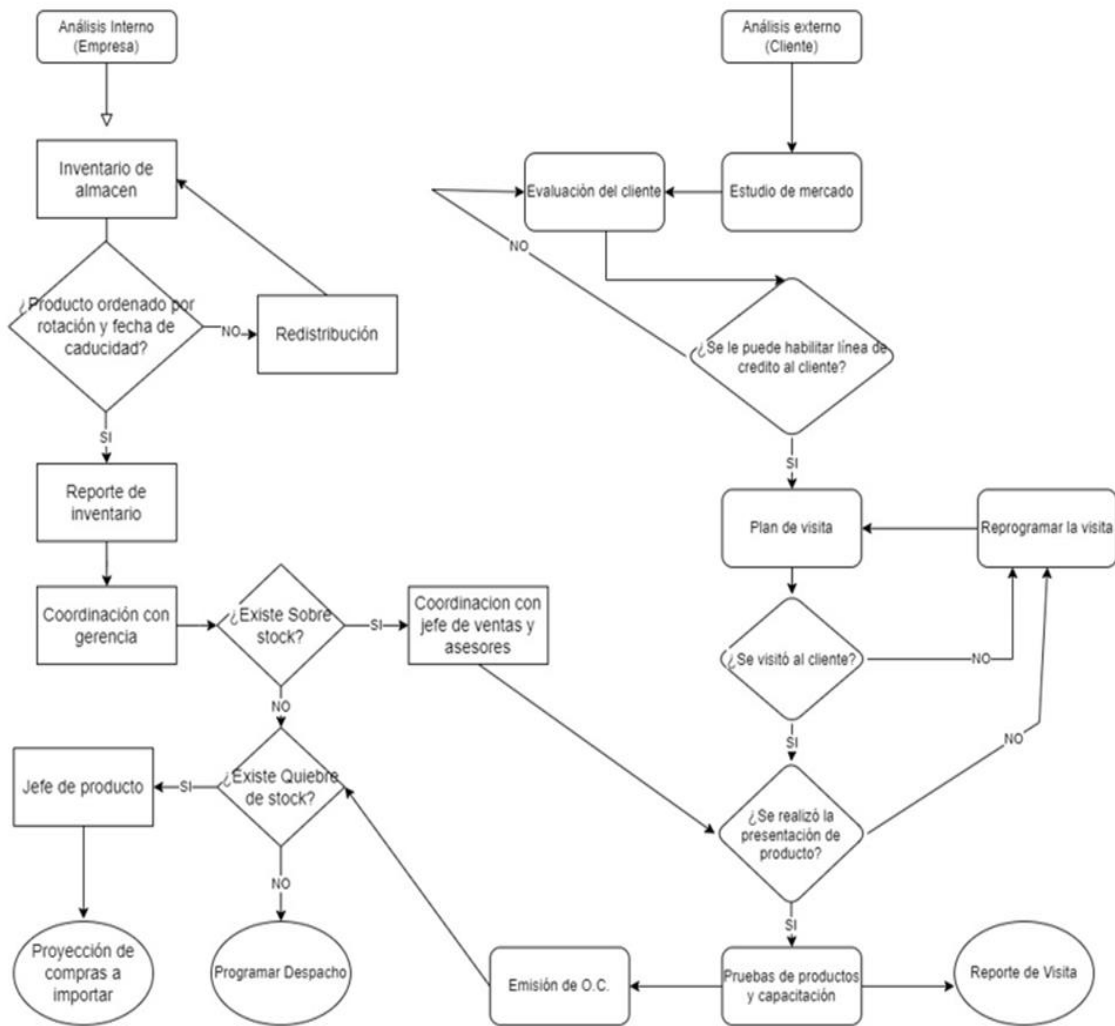 Análisis Interno
(Empresa)
Análisis externo
(Cliente)
Inventario de
almacen
Evaluación del cliente
Estudio de mercado
NO
¿Producto ordenado por
rotación y fecha de
caducidad?
NO
Redistribución
¿Se le puede habilitar línea de
credito al cliente?
SI
SI
Reporte de
inventario
Plan de visita
Reprogramar la visita
Coordinación con
gerencia
¿Existe Sobre
stock?
SI
Coordinacion con
jefe de ventas y
asesores
¿Se visitó al cliente?
NO
NO
SI
NO
Jefe de producto
SI
¿Existe Quiebre
de stock?
¿Se realizó la
presentación de
producto?
NO
SI
Proyección de
compras a
importar
Programar Despacho
Emisión de O.C.
Pruebas de productos
y capacitación
Reporte de Visita